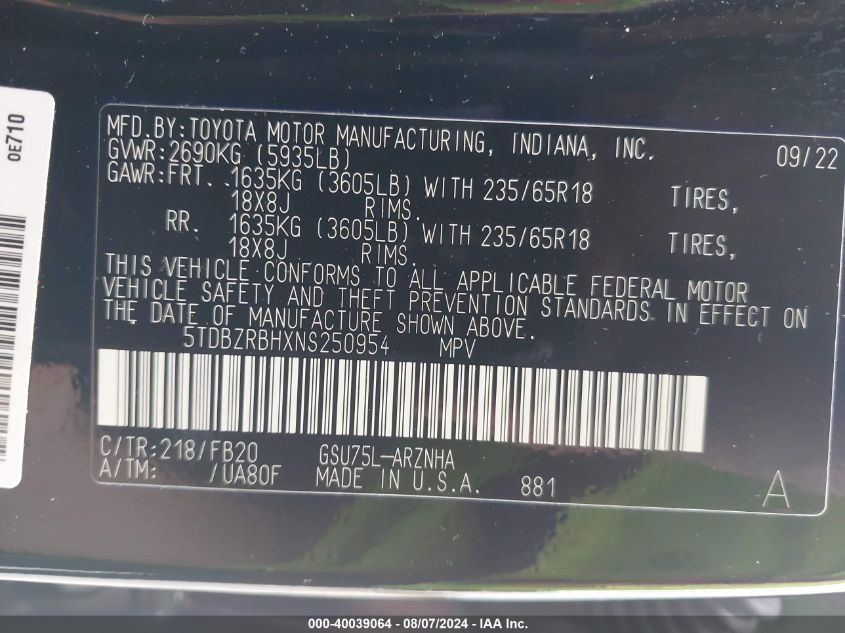 0E710
MFD.BY:TOYOTA MOTOR MANUFACTURING, INDIANA, INC. 09/22
GVWR:2690KG (5935LB)
GAWR:FRT. 1635KG (3605LB) WITH 235/65R18 TIRES,
18X8J RIMS.
RR. 1635KG (3605LB) WITH 235/65R18 TIRES,
18X8J RIMS.
THIS VEHICLE CONFORMS TO ALL APPLICABLE FEDERAL MOTOR
VEHICLE SAFETY AND THEFT PREVENTION STANDARDS IN EFFECT ON
THE DATE OF MANUFACTURE SHOWN ABOVE.
5TDBZRBHXNS250954 MPV
C/TR:218/FB20 GSU75L-ARZNHA
A/TM: /UA80F MADE IN U.S.A. 881 A
000-40039064 - 08/07/2024 - IAA Inc.